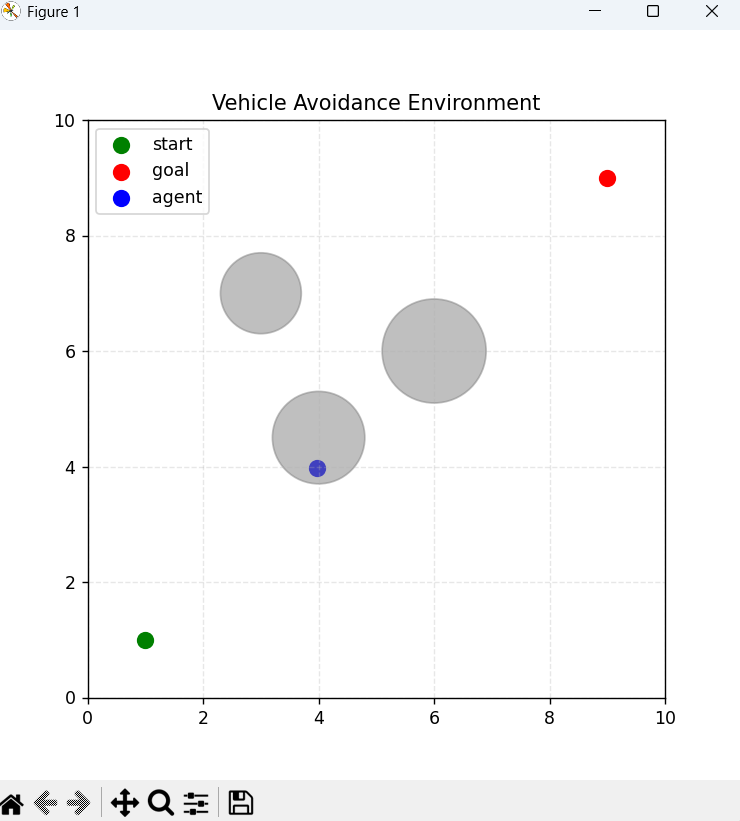 Figure 1
Vehicle Avoidance Environment
start
goal
agent
10
8
6
4
2
0
0 2 4 6 8 10